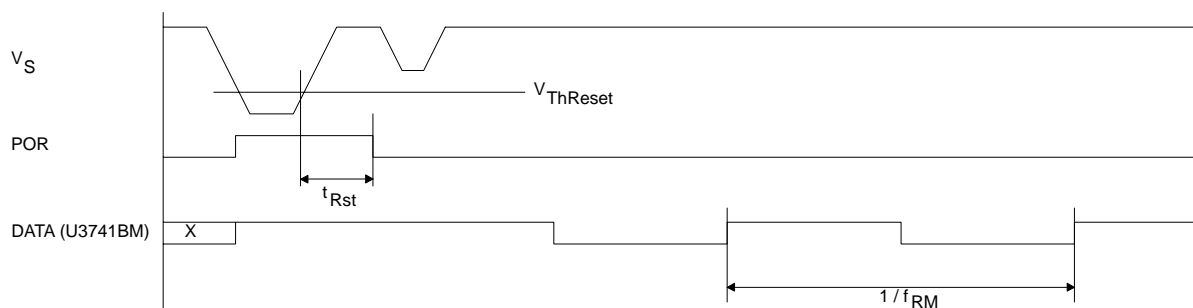 VS
VThReset
POR
tRst
DATA (U3741BM)
X
1 / fRM